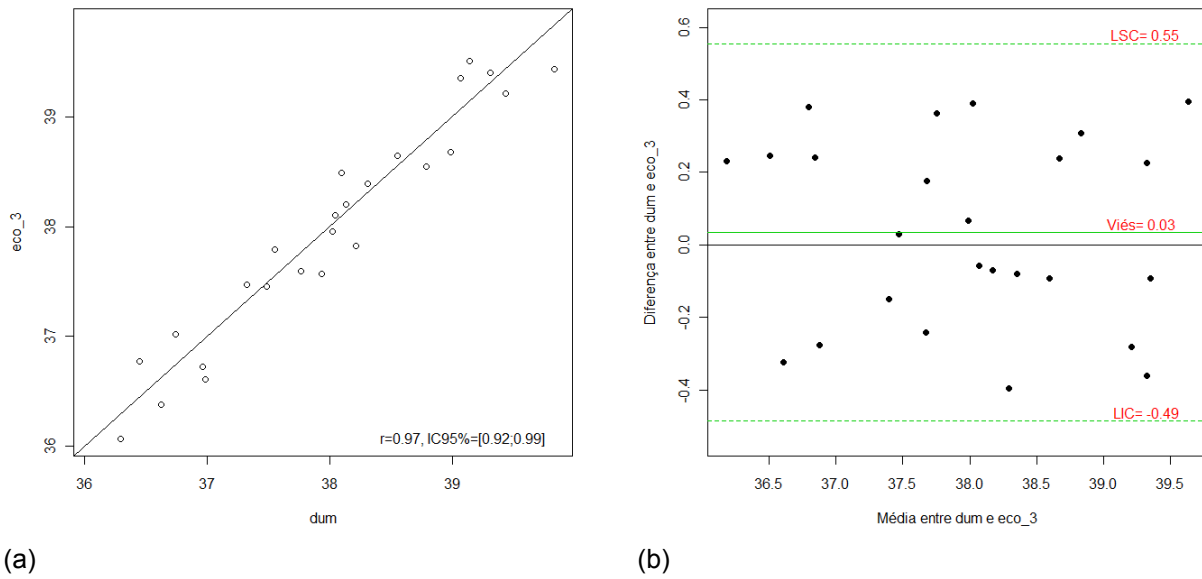 eco_3
39
38
37
36
r=0.97, IC95%=[0.92;0.99]
36 37 38 39
dum
(a)
Diferença entre dum e eco_3
0.6
0.4
0.2
0.0
-0.2
-0.4
LSC= 0.55
Viés= 0.03
LIC= -0.49
36.5 37.0 37.5 38.0 38.5 39.0 39.5
Média entre dum e eco_3
(b)